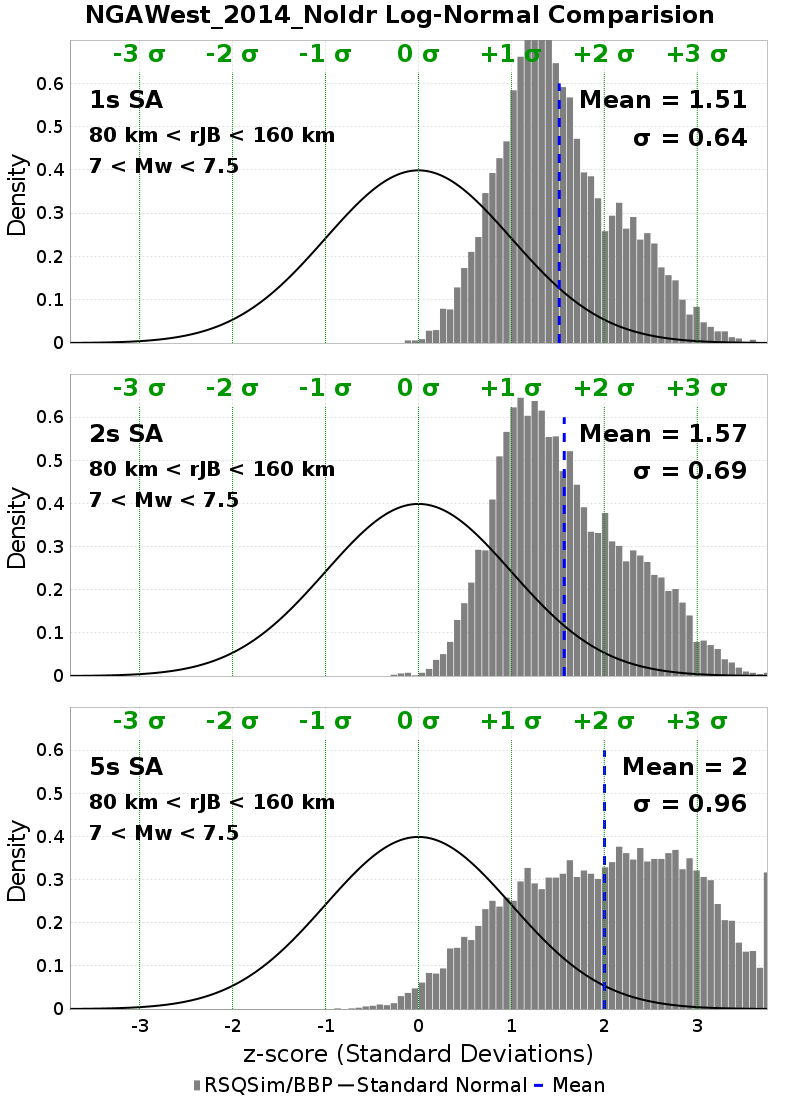 NGAWest_2014_NoIdr Log-Normal Comparision
-3 σ -2 σ -1 σ 0 σ +1 σ +2 σ +3 σ
1s SA
Mean = 1.51
80 km < rJB < 160 km
σ = 0.64
7 < Mw < 7.5
Density
0.6
0.5
0.4
0.3
0.2
0.1
0
-3 σ -2 σ -1 σ 0 σ +1 σ +2 σ +3 σ
2s SA
Mean = 1.57
80 km < rJB < 160 km
σ = 0.69
7 < Mw < 7.5
Density
0.6
0.5
0.4
0.3
0.2
0.1
0
-3 σ -2 σ -1 σ 0 σ +1 σ +2 σ +3 σ
5s SA
Mean = 2
80 km < rJB < 160 km
σ = 0.96
7 < Mw < 7.5
Density
0.6
0.5
0.4
0.3
0.2
0.1
0
-3 -2 -1 0 1 2 3
z-score (Standard Deviations)
RSQSim/BBP Standard Normal Mean